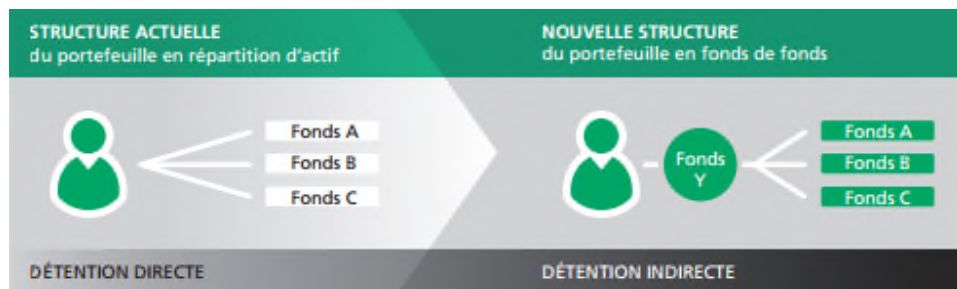 STRUCTURE ACTUELLE
du portefeuille en répartition d'actif
Fonds A
Fonds B
Fonds C
DÉTENTION DIRECTE
NOUVELLE STRUCTURE
du portefeuille en fonds de fonds
Fonds
Y
Fonds A
Fonds B
Fonds C
DÉTENTION INDIRECTE